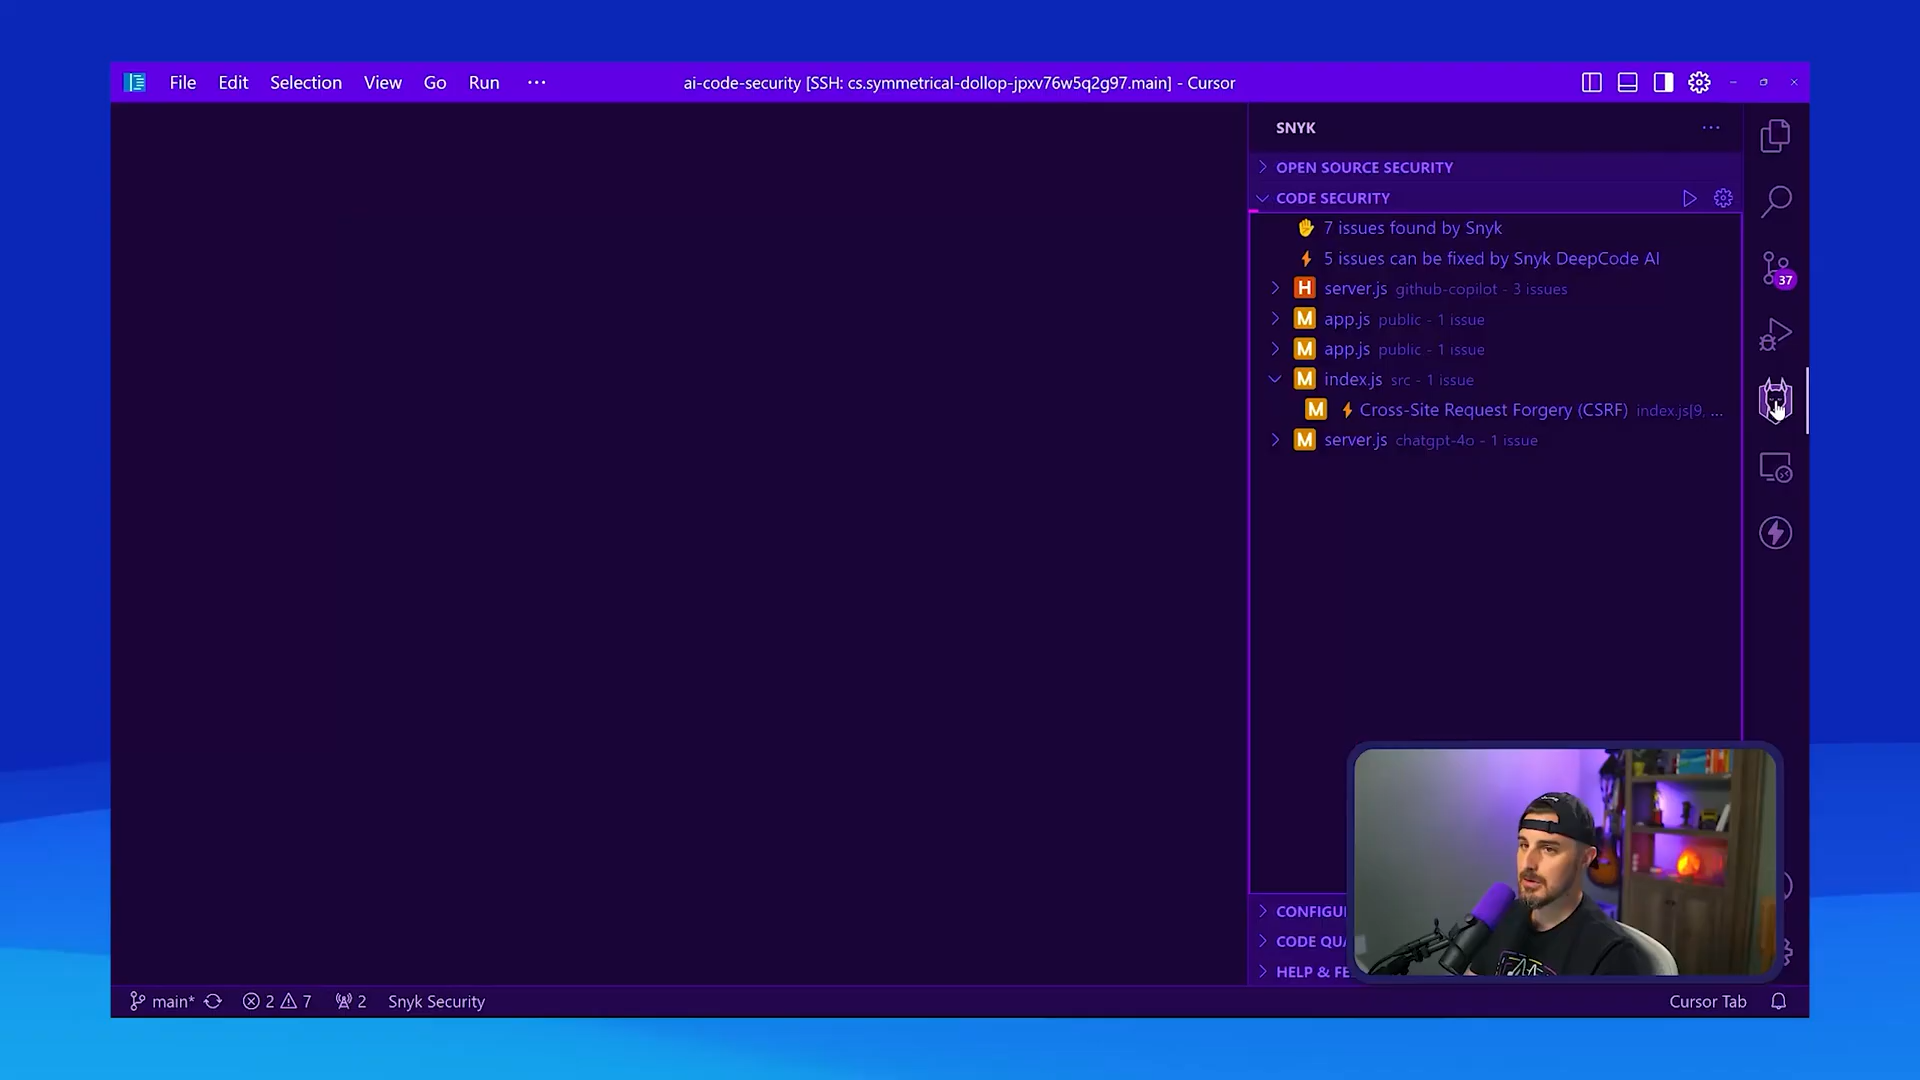 File Edit Selection View Go Run ···
ai-code-security [SSH: cs.symmetrical-dollop-jpxv76w5q2g97.main] - Cursor
SNYK
OPEN SOURCE SECURITY
CODE SECURITY
7 issues found by Snyk
5 issues can be fixed by Snyk DeepCode AI
H server.js github-copilot - 3 issues
M app.js public - 1 issue
M app.js public - 1 issue
M index.js src - 1 issue
M Cross-Site Request Forgery (CSRF) index.js[9, ...
M server.js chatgpt-4o - 1 issue
37
CONFIGU
CODE QUA
HELP & FE
main* 2 7 2 Snyk Security
Cursor Tab